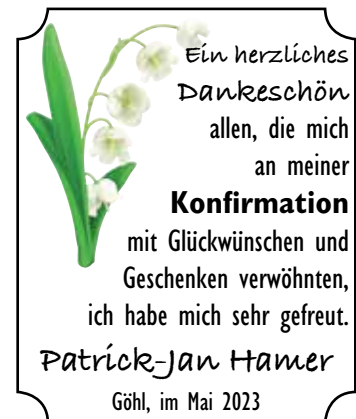 Ein herzliches
Dankeschön
allen, die mich
an meiner
Konfirmation
mit Glückwünschen und
Geschenken verwöhnten,
ich habe mich sehr gefreut.
Patrick-Jan Hamer
Göhl, im Mai 2023